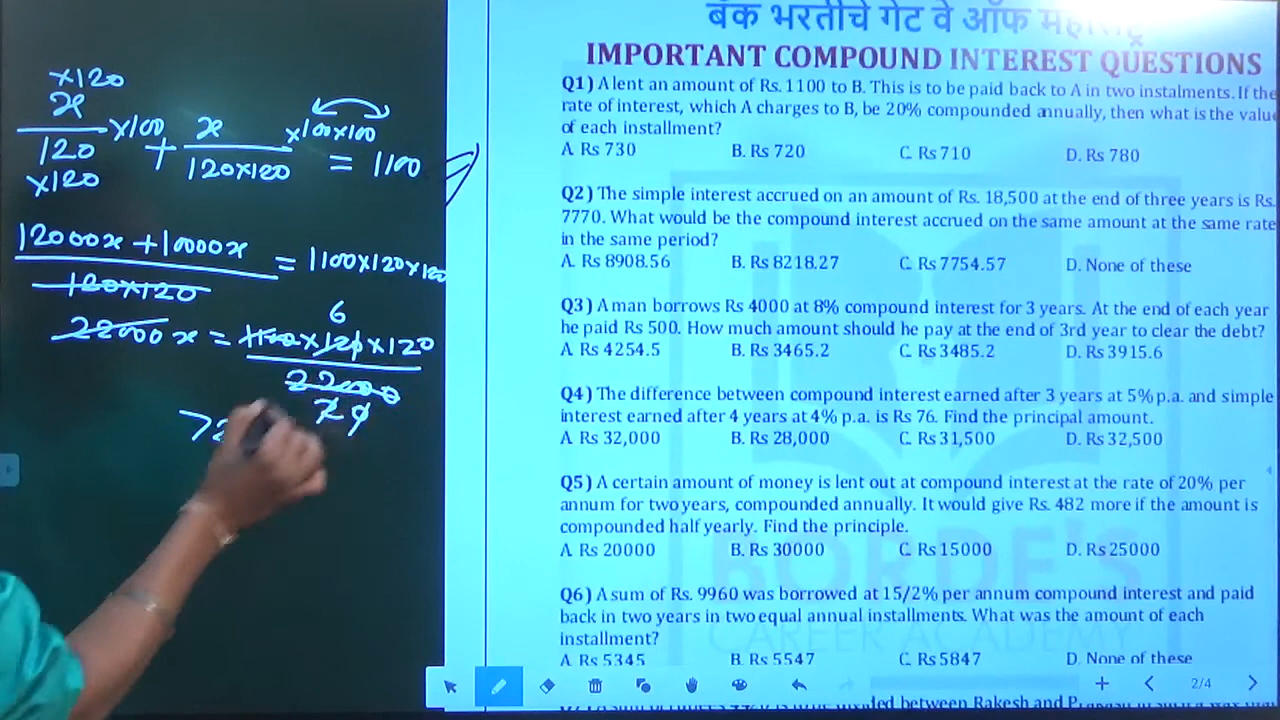 ×120
x
120
×120
×100
+
x
120×120
×100×100
= 1100
12000x + 10000x
120×120
= 1100×120×120
22000x = 1100×120×120
6
22000
20
72
बँक भरतीचे गेट वे ऑफ महाराष्ट्र
IMPORTANT COMPOUND INTEREST QUESTIONS
Q1) A lent an amount of Rs. 1100 to B. This is to be paid back to A in two instalments. If the
rate of interest, which A charges to B, be 20% compounded annually, then what is the value
of each installment?
A. Rs 730 B. Rs 720 C. Rs 710 D. Rs 780
Q2) The simple interest accrued on an amount of Rs. 18,500 at the end of three years is Rs.
7770. What would be the compound interest accrued on the same amount at the same rate
in the same period?
A. Rs 8908.56 B. Rs 8218.27 C. Rs 7754.57 D. None of these
Q3) A man borrows Rs 4000 at 8% compound interest for 3 years. At the end of each year
he paid Rs 500. How much amount should he pay at the end of 3rd year to clear the debt?
A. Rs 4254.5 B. Rs 3465.2 C. Rs 3485.2 D. Rs 3915.6
Q4) The difference between compound interest earned after 3 years at 5% p.a. and simple
interest earned after 4 years at 4% p.a. is Rs 76. Find the principal amount.
A Rs 32,000 B. Rs 28,000 C. Rs 31,500 D. Rs 32,500
Q5) A certain amount of money is lent out at compound interest at the rate of 20% per
annum for two years, compounded annually. It would give Rs. 482 more if the amount is
compounded half yearly. Find the principle.
A. Rs 20000 B. Rs 30000 C. Rs 15000 D. Rs 25000
Q6) A sum of Rs. 9960 was borrowed at 15/2% per annum compound interest and paid
back in two years in two equal annual installments. What was the amount of each
installment?
A. Rs 5345 B. Rs 5547 C. Rs 5847 D. None of these
BORDE'S
CAREER ACADEMY
2/4
between Rakesh and